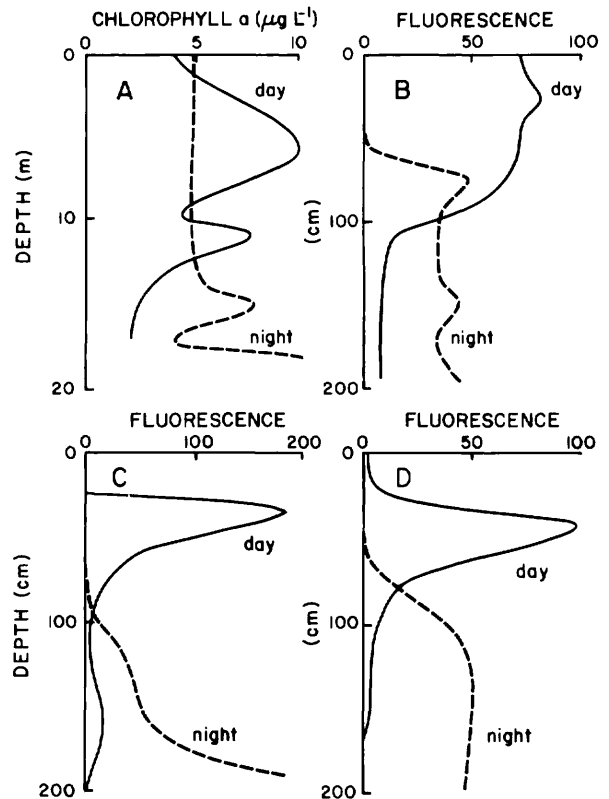 CHLOROPHYLL a (μg L⁻¹) FLUORESCENCE
0 5 10 0 50 100
0 A day B day
DEPTH (m) 10 (cm) 100
night night
20 200
FLUORESCENCE FLUORESCENCE
0 100 200 0 50 100
0 C D
day day
DEPTH (cm) 100 (cm) 100
night night
200 200